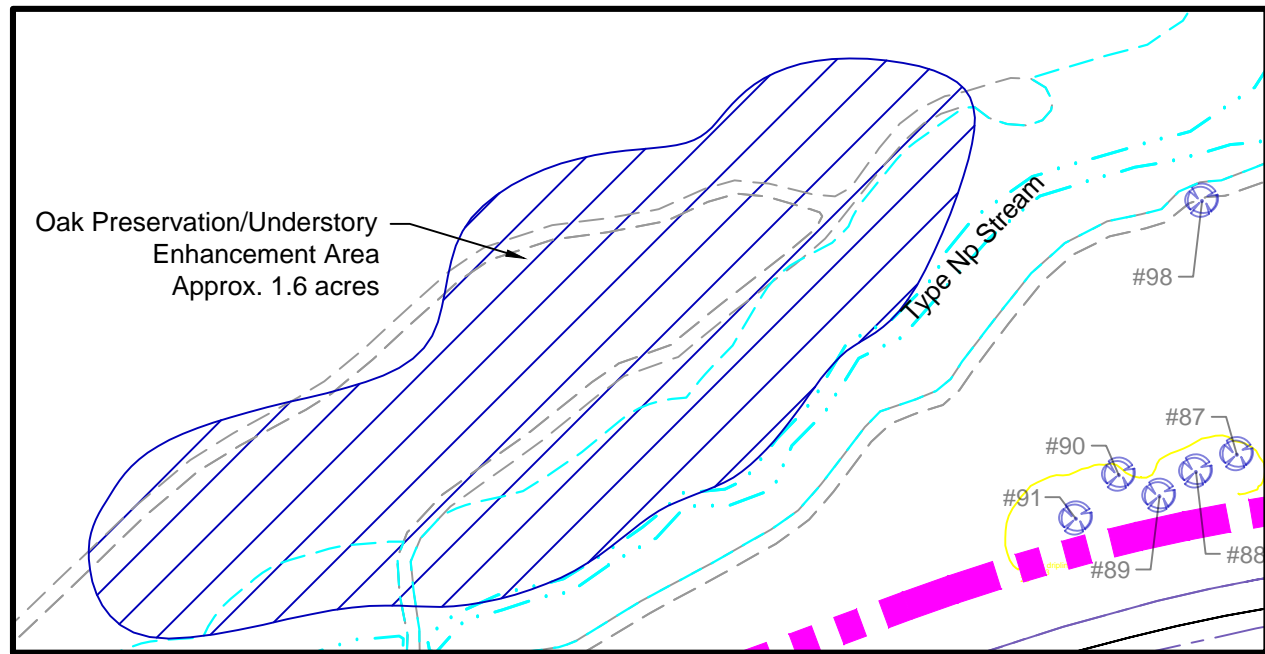 Oak Preservation/Understory
Enhancement Area
Approx. 1.6 acres
Type Np Stream
#98
#87
#90
#91
#89
#88